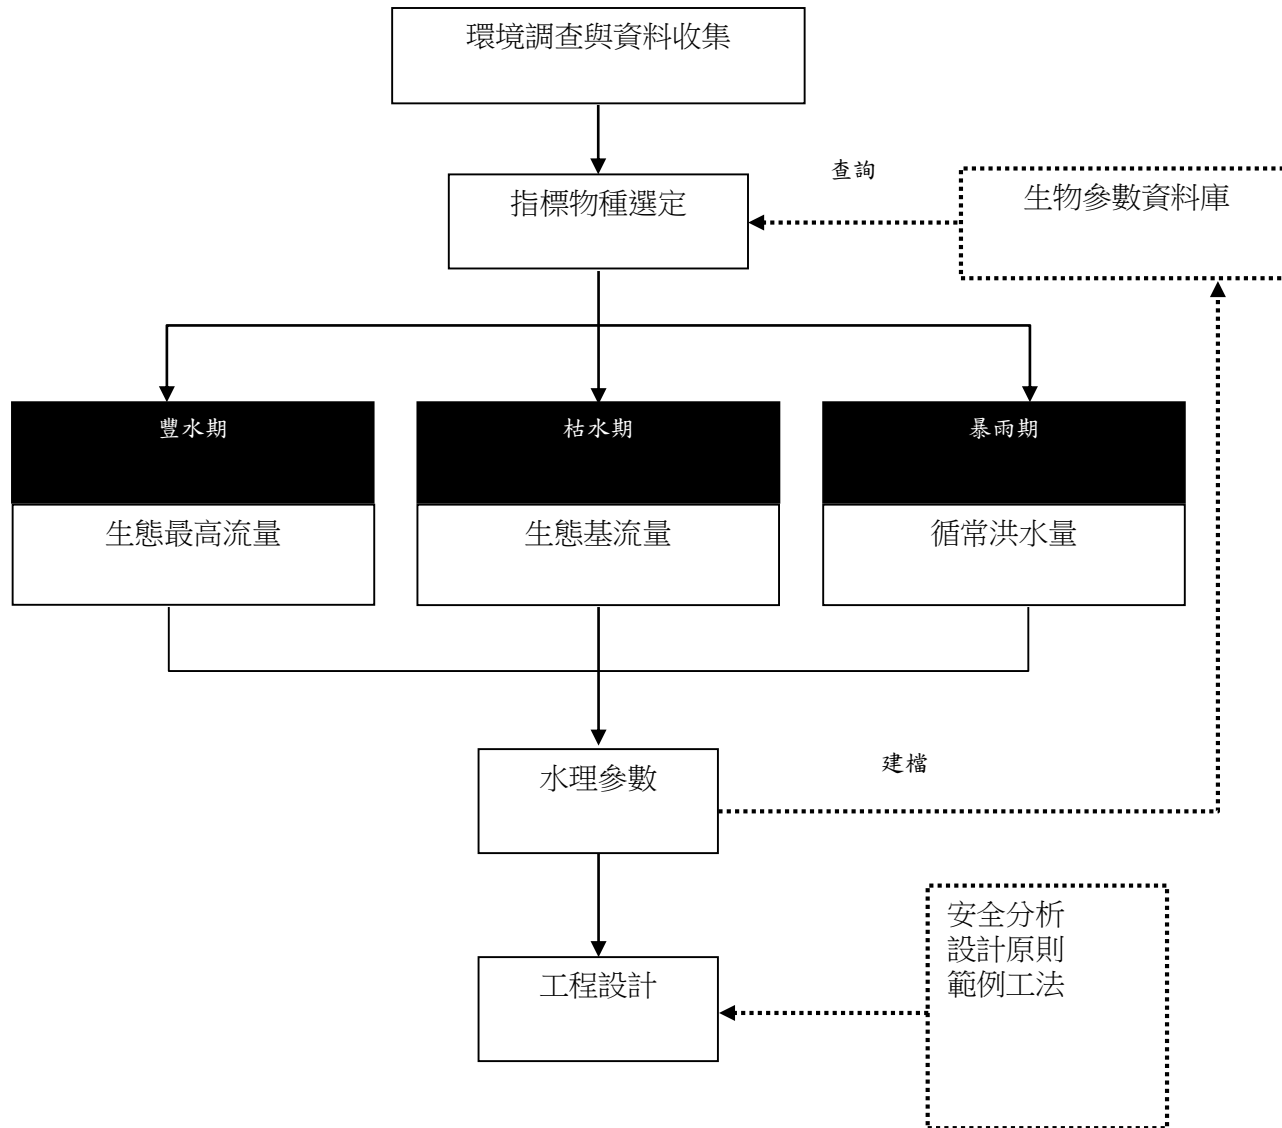 環境調查與資料收集
查詢
指標物種選定
生物參數資料庫
豐水期
枯水期
暴雨期
生態最高流量
生態基流量
循常洪水量
水理參數
建檔
安全分析
設計原則
範例工法
工程設計